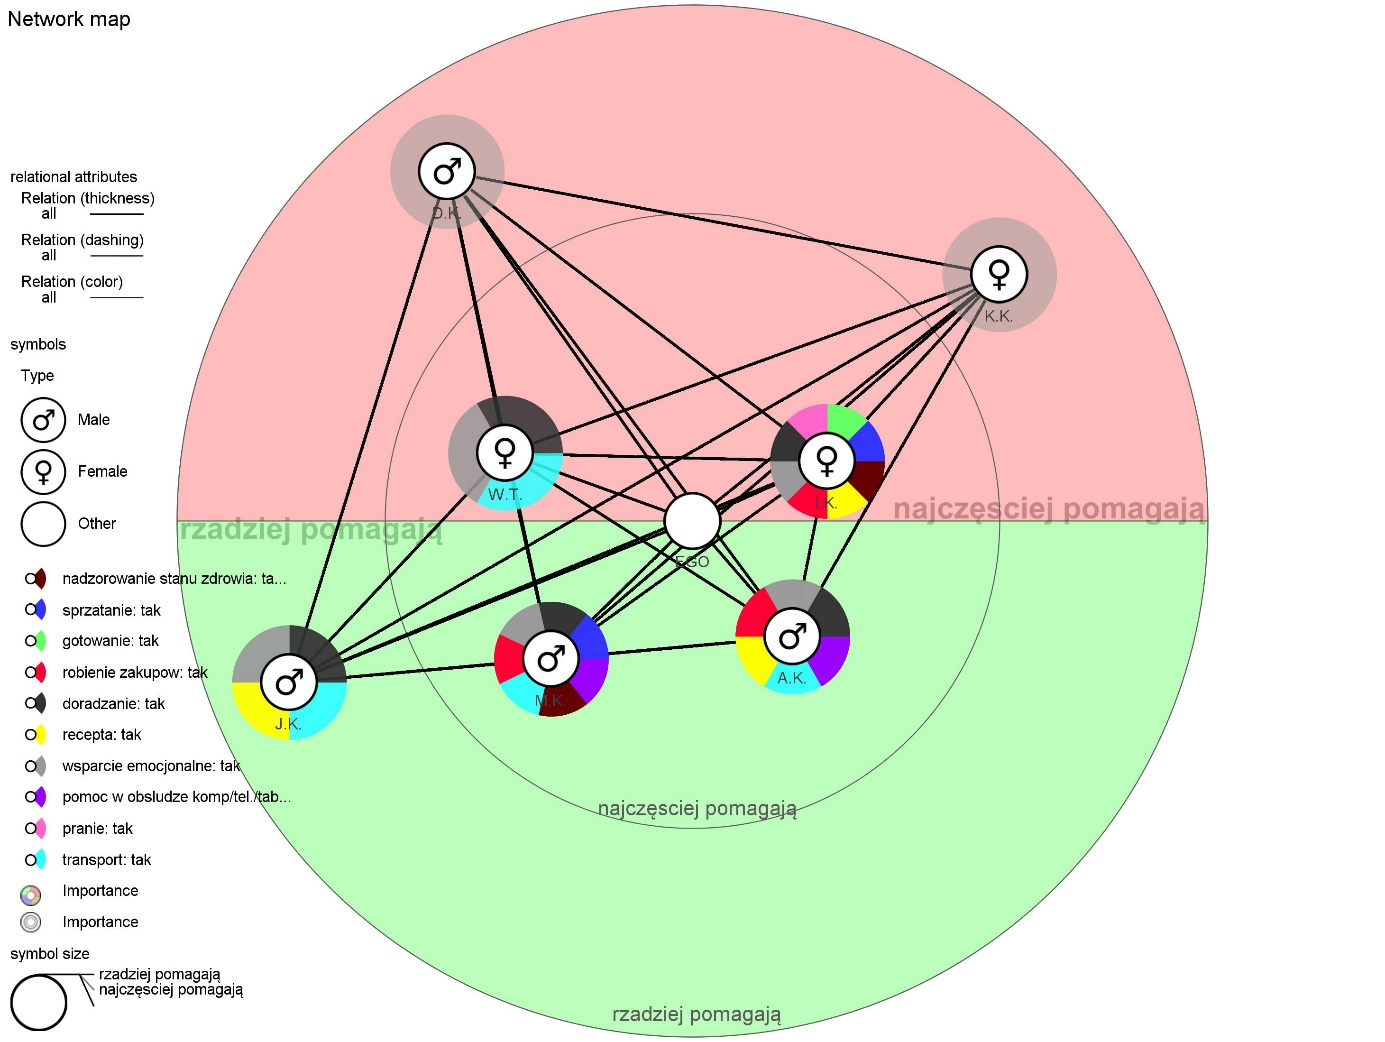 Network map
relational attributes
Relation (thickness)
all
Relation (dashing)
all
Relation (color)
all
symbols
Type
Male
Female
Other
nadzorowanie stanu zdrowia: ta...
sprzatanie: tak
gotowanie: tak
robienie zakupow: tak
doradzanie: tak
recepta: tak
wsparcie emocjonalne: tak
pomoc w obsludze komp/tel./tab...
pranie: tak
transport: tak
Importance
Importance
symbol size
rzadziej pomagają
najczęsciej pomagają
D.K.
K.K.
W.T.
I.K.
najczęsciej pomagają
rzadziej pomagają
EGO
A.K.
M.K.
J.K.
najczęsciej pomagają
rzadziej pomagają